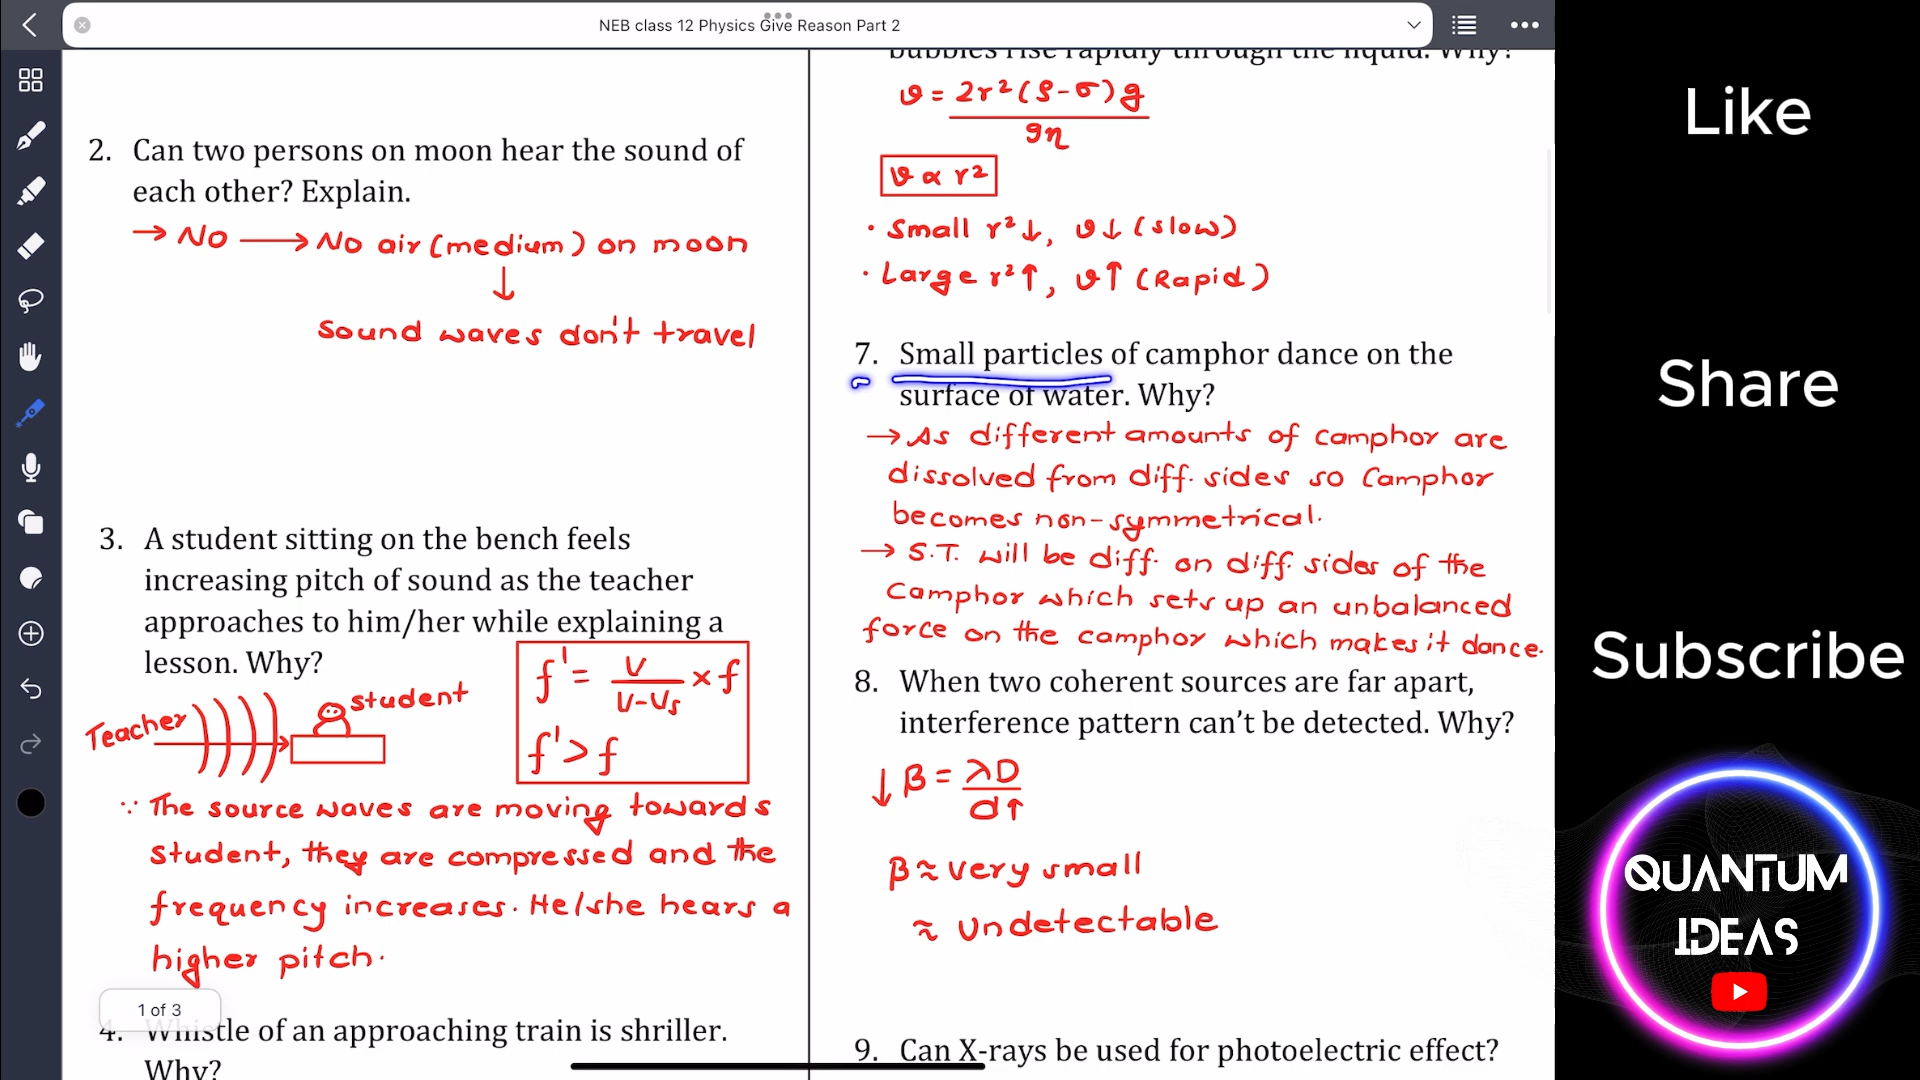 NEB class 12 Physics Give Reason Part 2
2. Can two persons on moon hear the sound of
each other? Explain.
→ No ⟶ No air (medium) on moon
↓
Sound waves don't travel
3. A student sitting on the bench feels
increasing pitch of sound as the teacher
approaches to him/her while explaining a
lesson. Why?
Teacher
student
f' = v/(v-vs) × f
f' > f
∵ The source waves are moving towards
student, they are compressed and the
frequency increases. He/she hears a
higher pitch.
1 of 3
4. Whistle of an approaching train is shriller.
Why?
bubbles rise rapidly through the liquid. Why?
v = 2r²(ρ-σ)g
9η
v ∝ r²
· Small r²↓, v↓ (slow)
· Large r²↑, v↑ (Rapid)
7. Small particles of camphor dance on the
surface of water. Why?
→ As different amounts of camphor are
dissolved from diff. sides so Camphor
becomes non-symmetrical.
→ S.T. will be diff. on diff. sides of the
Camphor which sets up an unbalanced
force on the camphor which makes it dance.
8. When two coherent sources are far apart,
interference pattern can't be detected. Why?
↓ β = λD
d↑
β ≈ very small
≈ undetectable
9. Can X-rays be used for photoelectric effect?
Like
Share
Subscribe
QUANTUM
IDEAS